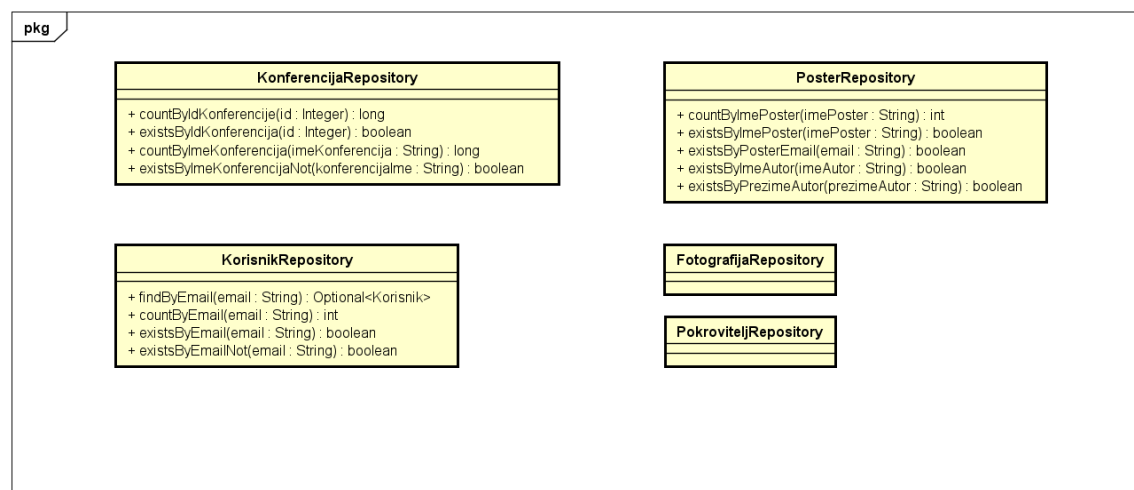 pkg
KonferencijaRepository
+ countByIdKonferencije(id : Integer) : long
+ existsByIdKonferencija(id : Integer) : boolean
+ countByImeKonferencija(imeKonferencija : String) : long
+ existsByImeKonferencijaNot(konferencijaIme : String) : boolean
PosterRepository
+ countByImePoster(imePoster : String) : int
+ existsByImePoster(imePoster : String) : boolean
+ existsByPosterEmail(email : String) : boolean
+ existsByImeAutor(imeAutor : String) : boolean
+ existsByPrezimeAutor(prezimeAutor : String) : boolean
KorisnikRepository
+ findByEmail(email : String) : Optional<Korisnik>
+ countByEmail(email : String) : int
+ existsByEmail(email : String) : boolean
+ existsByEmailNot(email : String) : boolean
FotografijaRepository
PokroviteljRepository